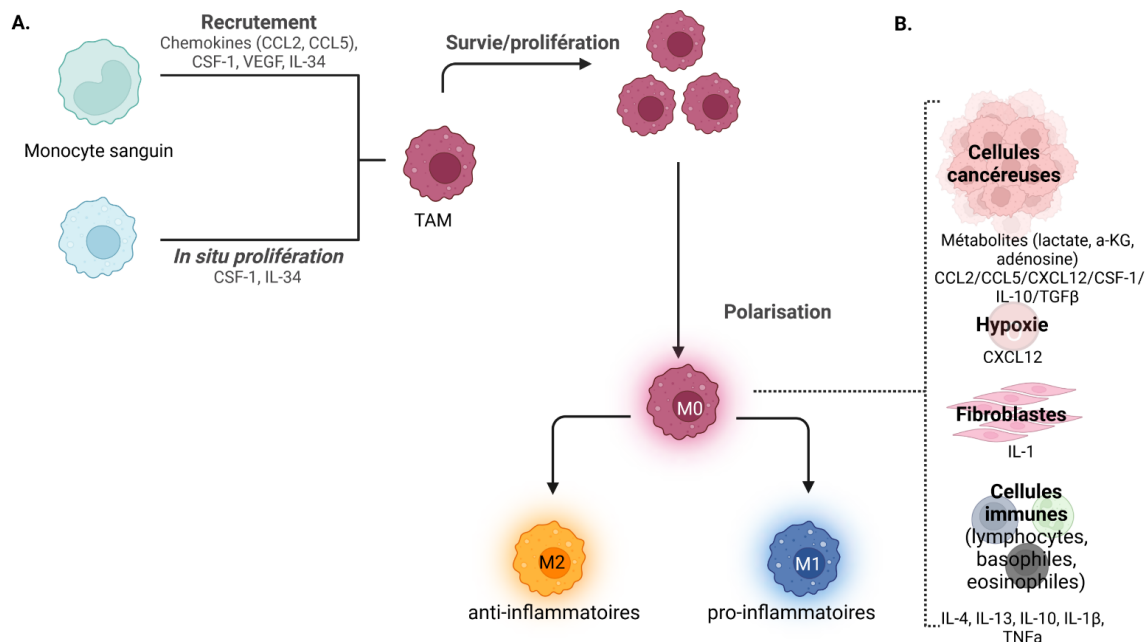 A.
Recrutement
Chemokines (CCL2, CCL5),
CSF-1, VEGF, IL-34
Monocyte sanguin
In situ prolifération
CSF-1, IL-34
TAM
Survie/prolifération
Polarisation
M0
M2
anti-inflammatoires
M1
pro-inflammatoires
B.
Cellules
cancéreuses
Métabolites (lactate, a-KG,
adénosine)
CCL2/CCL5/CXCL12/CSF-1/
IL-10/TGFβ
Hypoxie
CXCL12
Fibroblastes
IL-1
Cellules
immunes
(lymphocytes,
basophiles,
eosinophiles)
IL-4, IL-13, IL-10, IL-1β,
TNFa